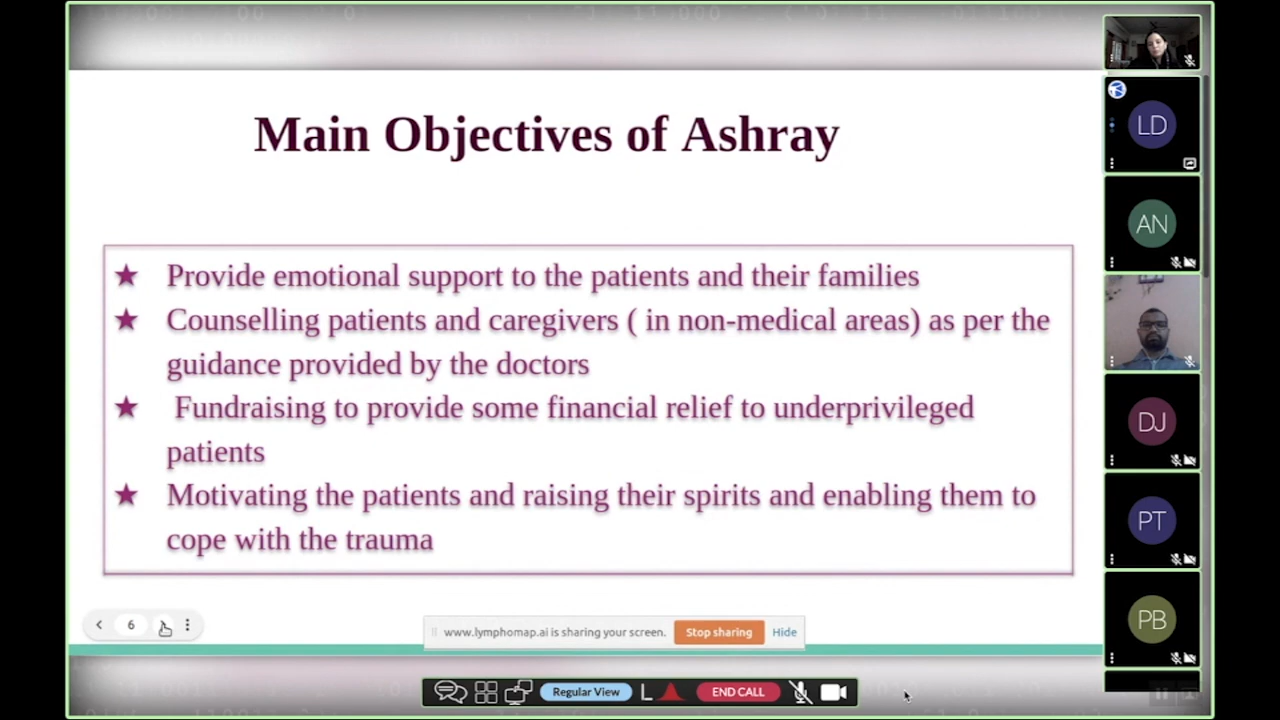 Main Objectives of Ashray
★ Provide emotional support to the patients and their families
★ Counselling patients and caregivers ( in non-medical areas) as per the
guidance provided by the doctors
★ Fundraising to provide some financial relief to underprivileged
patients
★ Motivating the patients and raising their spirits and enabling them to
cope with the trauma
LD
AN
DJ
PT
PB
6
www.lymphomap.ai is sharing your screen.
Stop sharing
Hide
Regular View
L
END CALL